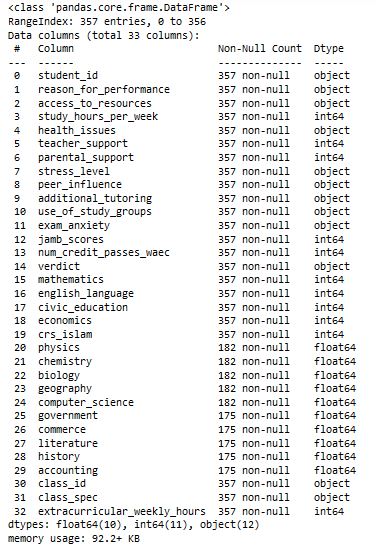 <class 'pandas.core.frame.DataFrame'>
RangeIndex: 357 entries, 0 to 356
Data columns (total 33 columns):
 #   Column                        Non-Null Count  Dtype
---  ------                        --------------  -----
 0   student_id                    357 non-null    object
 1   reason_for_performance        357 non-null    object
 2   access_to_resources           357 non-null    object
 3   study_hours_per_week          357 non-null    int64
 4   health_issues                 357 non-null    object
 5   teacher_support               357 non-null    int64
 6   parental_support              357 non-null    int64
 7   stress_level                  357 non-null    object
 8   peer_influence                357 non-null    object
 9   additional_tutoring           357 non-null    object
 10  use_of_study_groups           357 non-null    object
 11  exam_anxiety                  357 non-null    object
 12  jamb_scores                   357 non-null    int64
 13  num_credit_passes_waec        357 non-null    int64
 14  verdict                       357 non-null    object
 15  mathematics                   357 non-null    int64
 16  english_language              357 non-null    int64
 17  civic_education               357 non-null    int64
 18  economics                     357 non-null    int64
 19  crs_islam                     357 non-null    int64
 20  physics                       182 non-null    float64
 21  chemistry                     182 non-null    float64
 22  biology                       182 non-null    float64
 23  geography                     182 non-null    float64
 24  computer_science              182 non-null    float64
 25  government                    175 non-null    float64
 26  commerce                      175 non-null    float64
 27  literature                    175 non-null    float64
 28  history                       175 non-null    float64
 29  accounting                    175 non-null    float64
 30  class_id                      357 non-null    object
 31  class_spec                    357 non-null    object
 32  extracurricular_weekly_hours  357 non-null    int64
dtypes: float64(10), int64(11), object(12)
memory usage: 92.2+ KB